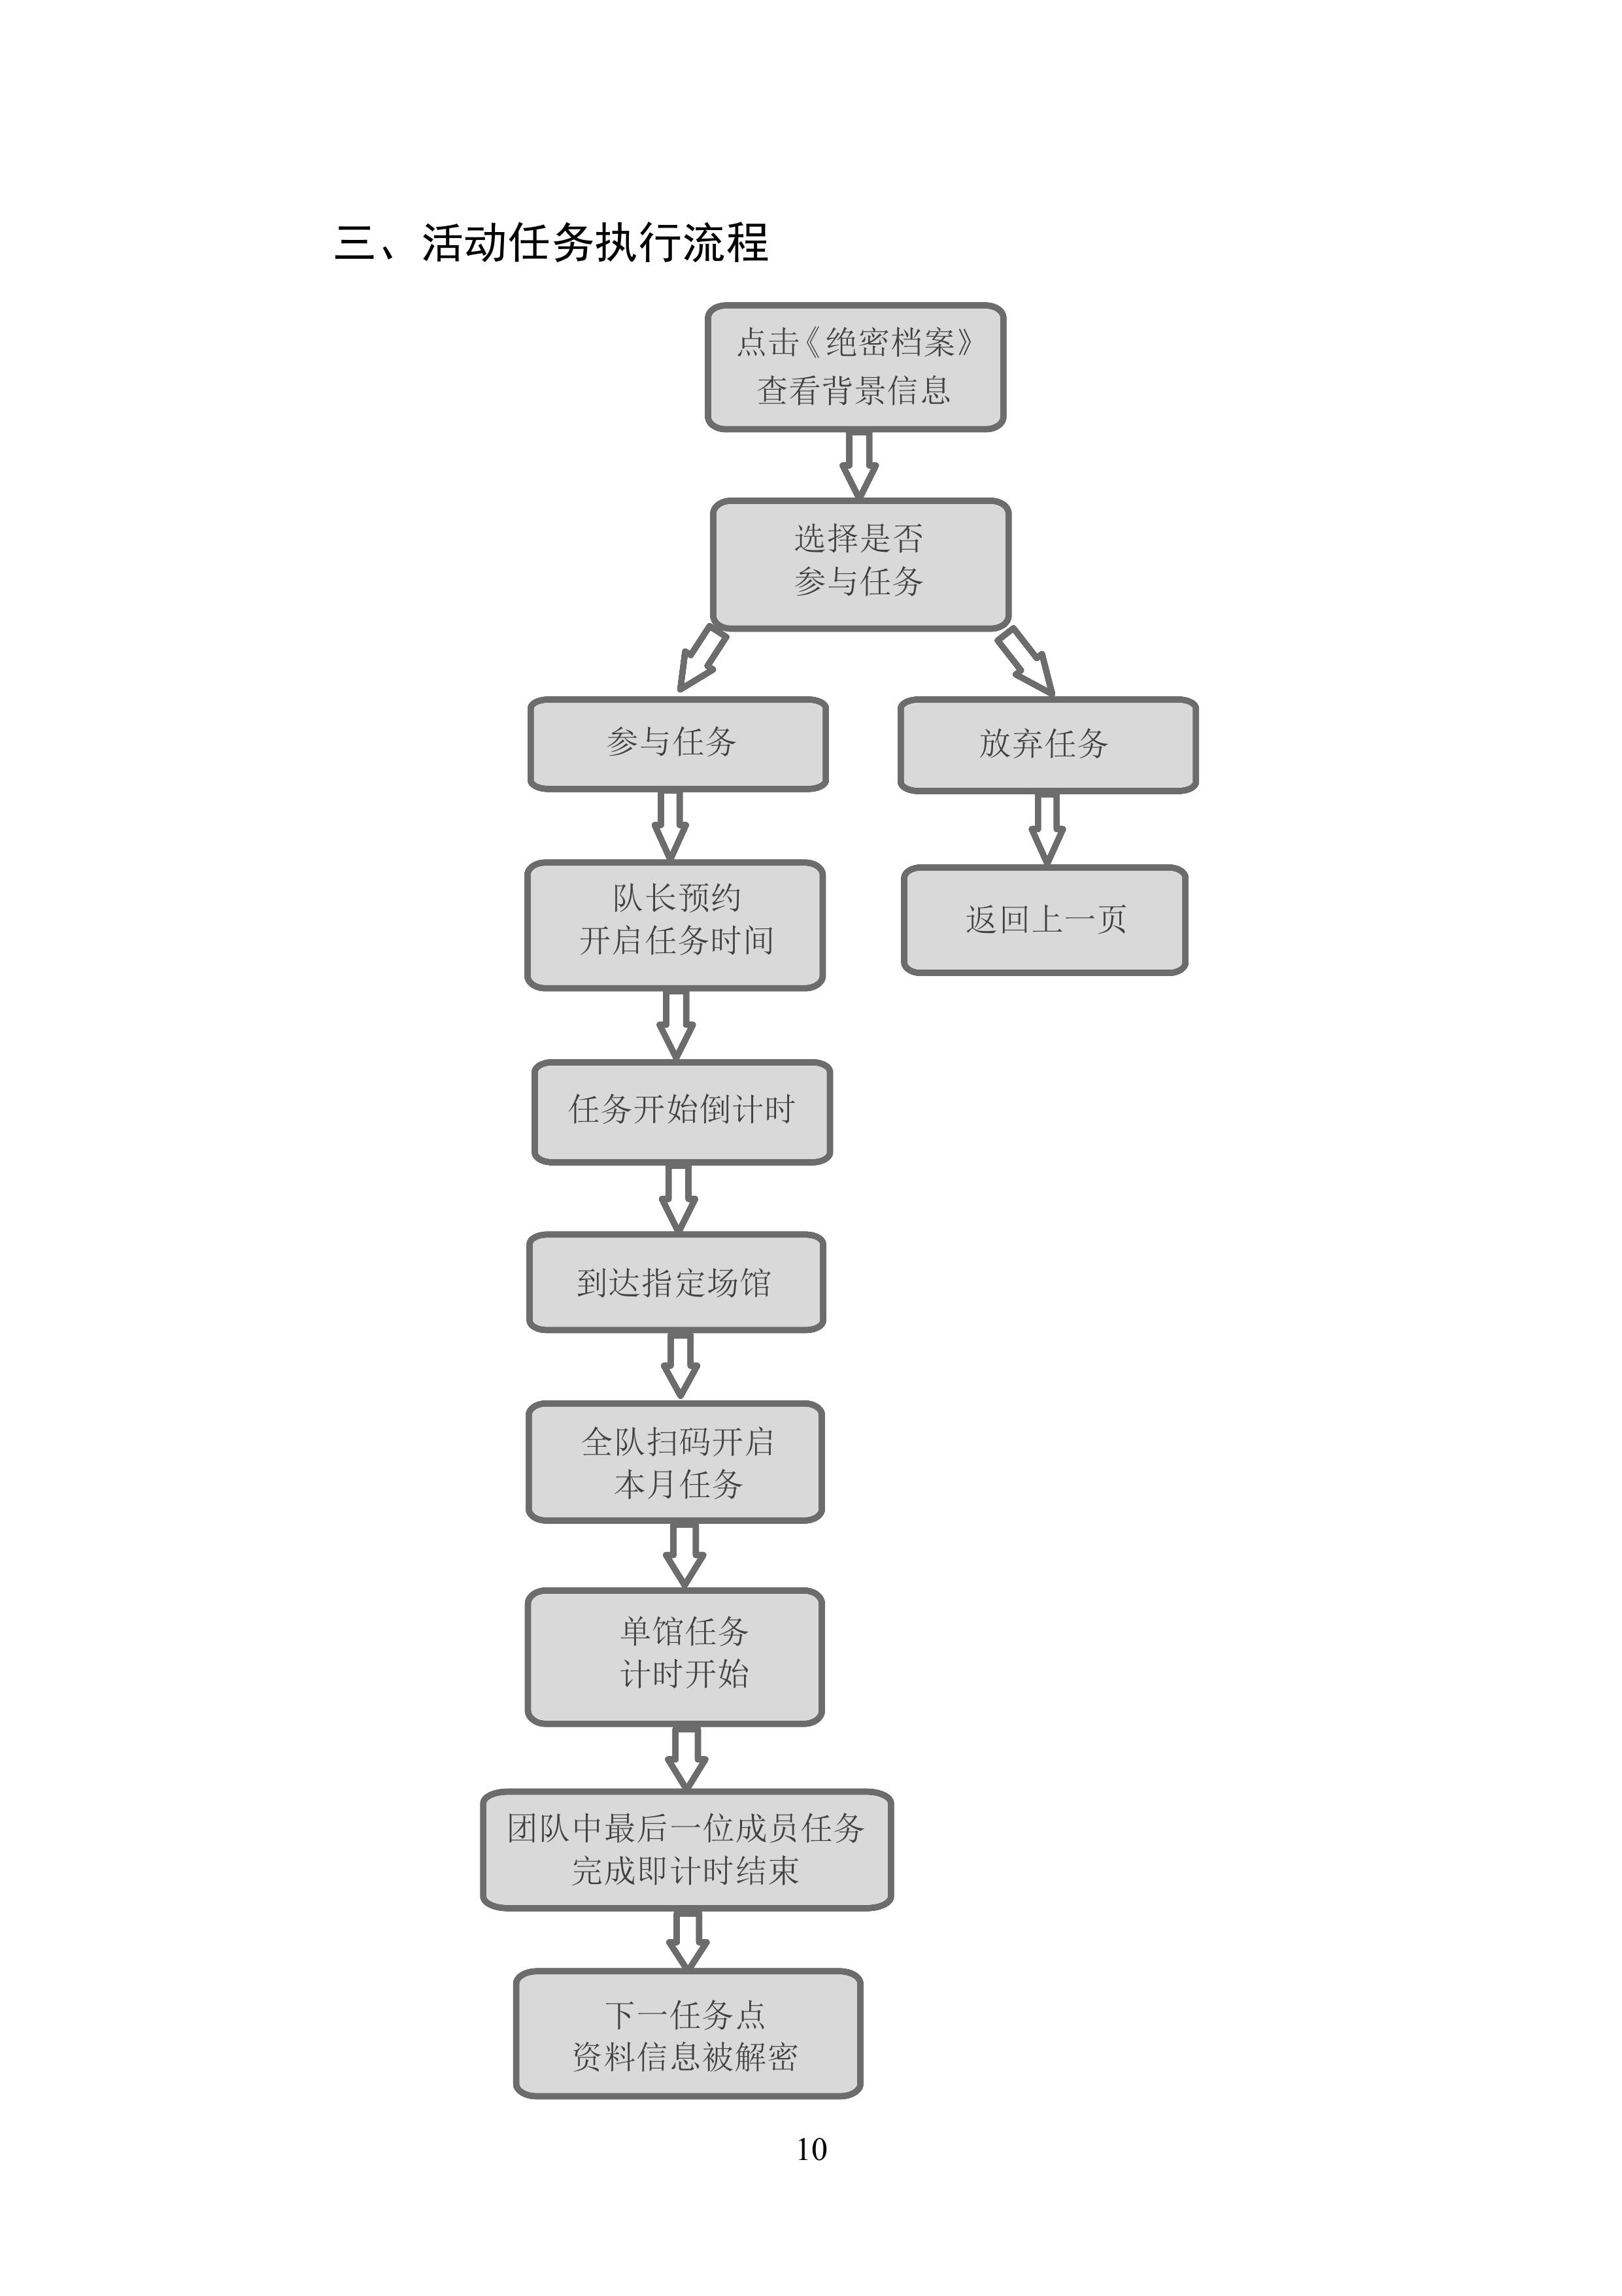 三、活动任务执行流程
点击《绝密档案》
查看背景信息
选择是否
参与任务
参与任务
放弃任务
队长预约
开启任务时间
返回上一页
任务开始倒计时
到达指定场馆
全队扫码开启
本月任务
单馆任务
计时开始
团队中最后一位成员任务
完成即计时结束
下一任务点
资料信息被解密
10